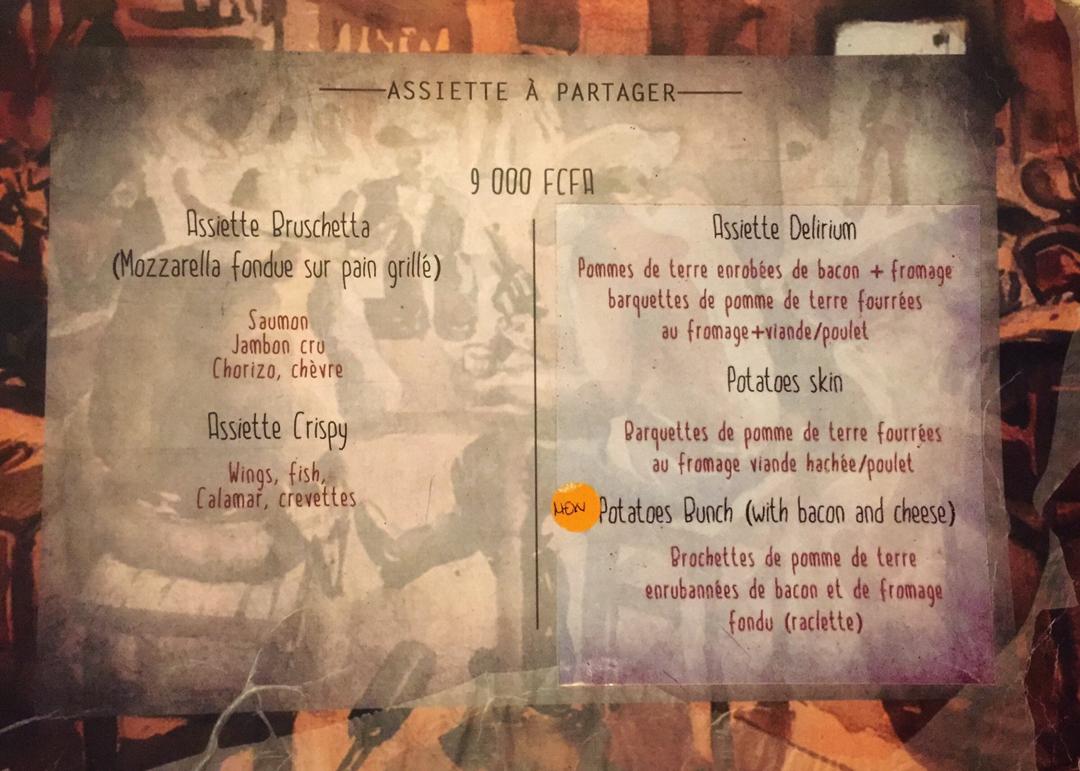 ASSIETTE À PARTAGER
9 000 FCFA
Assiette Bruschetta
(Mozzarella fondue sur pain grillé)
Saumon
Jambon cru
Chorizo, chèvre
Assiette Crispy
Wings, fish,
Calamar, crevettes
Assiette Delirium
Pommes de terre enrobées de bacon + fromage
barquettes de pomme de terre fourrées
au fromage+viande/poulet
Potatoes skin
Barquettes de pomme de terre fourrées
au fromage viande hachée/poulet
NEW Potatoes Bunch (with bacon and cheese)
Brochettes de pomme de terre
enrubannées de bacon et de fromage
fondu (raclette)